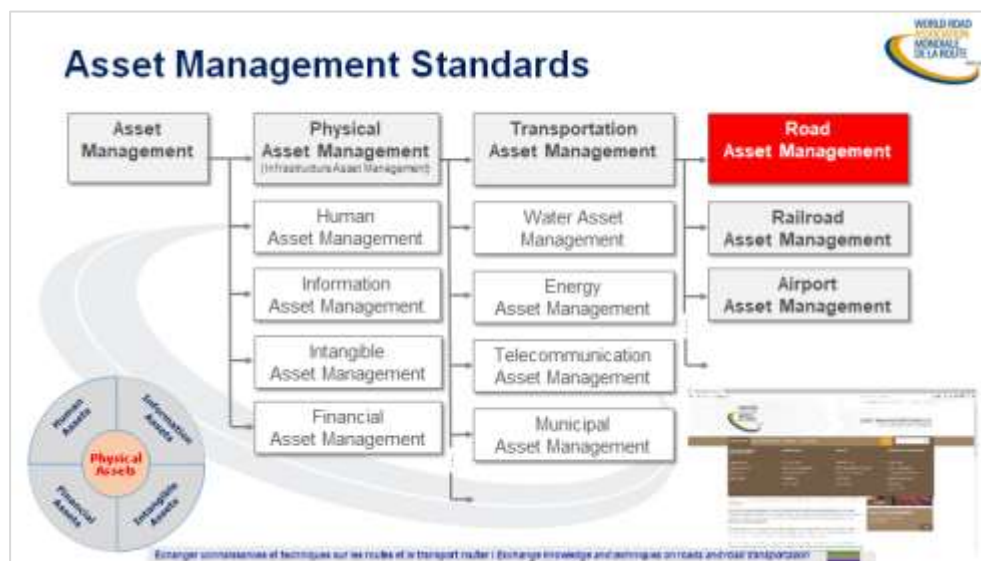 Asset Management Standards
WORLD ROAD
ASSOCIATION
MONDIALE
DE LA ROUTE
Asset
Management
Physical
Asset Management
(Infrastructure Asset Management)
Transportation
Asset Management
Road
Asset Management
Human
Asset Management
Water Asset
Management
Railroad
Asset Management
Information
Asset Management
Energy
Asset Management
Airport
Asset Management
Intangible
Asset Management
Telecommunication
Asset Management
Financial
Asset Management
Municipal
Asset Management
Human
Assets
Information
Assets
Physical
Assets
Financial
Assets
Intangible
Assets
Echanger connaissances et techniques sur les routes et le transport routier | Exchange knowledge and techniques on roads and road transportation